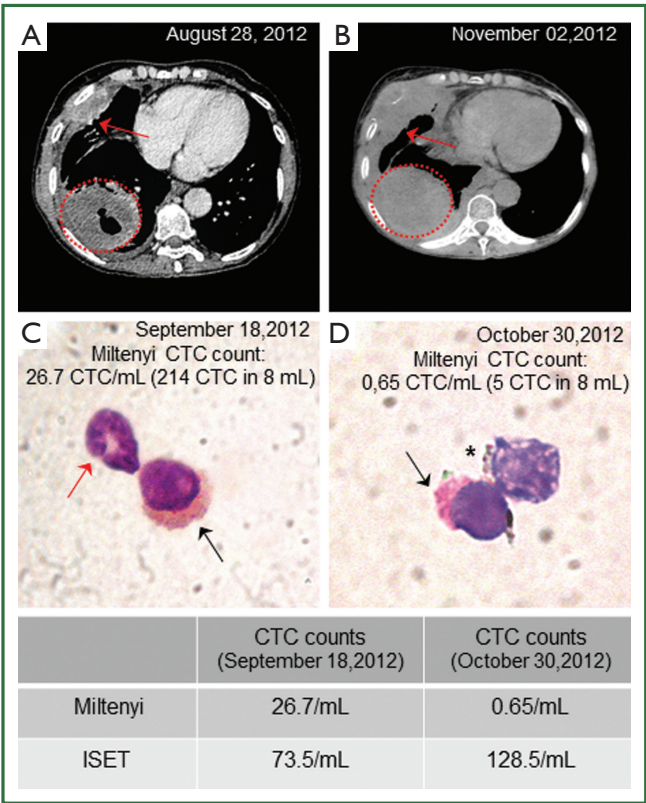 A
August 28, 2012
B
November 02,2012
C
September 18,2012
Miltenyi CTC count:
26.7 CTC/mL (214 CTC in 8 mL)
D
October 30,2012
Miltenyi CTC count:
0,65 CTC/mL (5 CTC in 8 mL)
*
CTC counts
(September 18,2012)
CTC counts
(October 30,2012)
Miltenyi
26.7/mL
0.65/mL
ISET
73.5/mL
128.5/mL